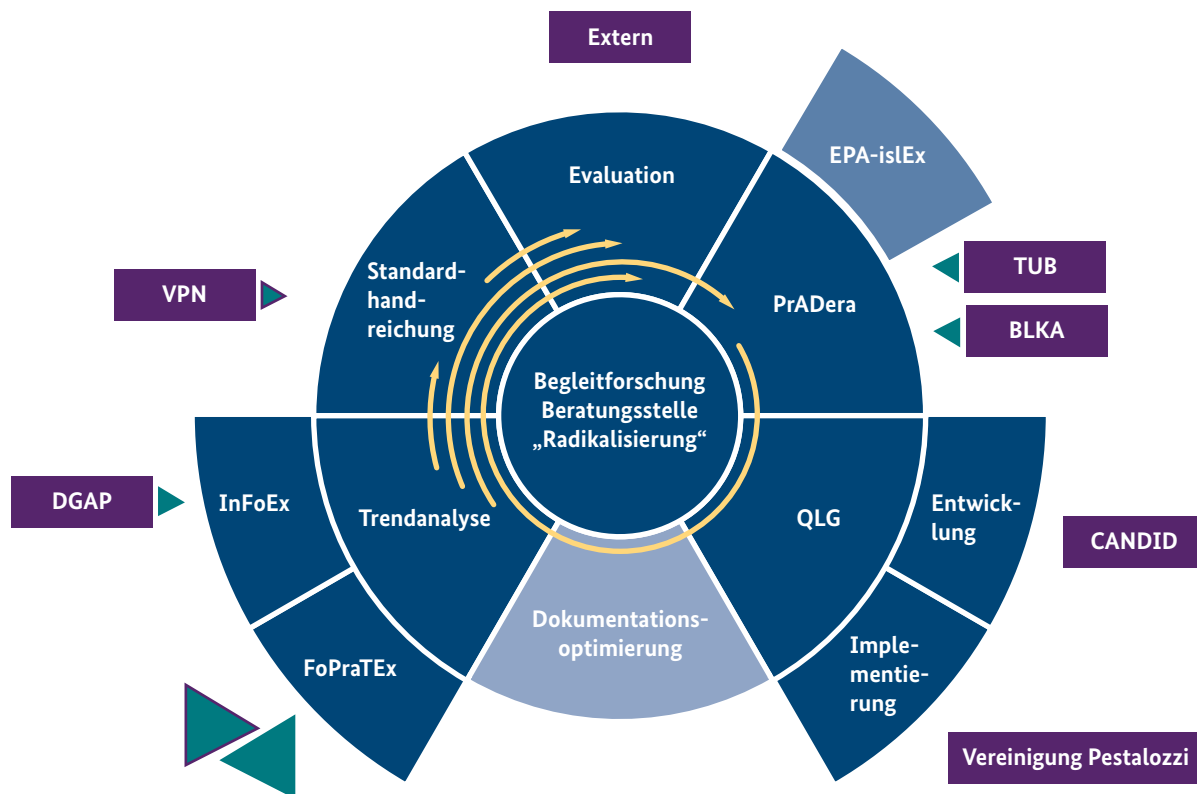 Extern
EPA-islEx
Evaluation
Standard-
hand-
reichung
PrADera
TUB
VPN
BLKA
Begleitforschung
Beratungsstelle
„Radikalisierung“
InFoEx
DGAP
Trendanalyse
QLG
Entwick-
lung
CANDID
Dokumentations-
optimierung
FoPraTEx
Imple-
mentie-
rung
Vereinigung Pestalozzi